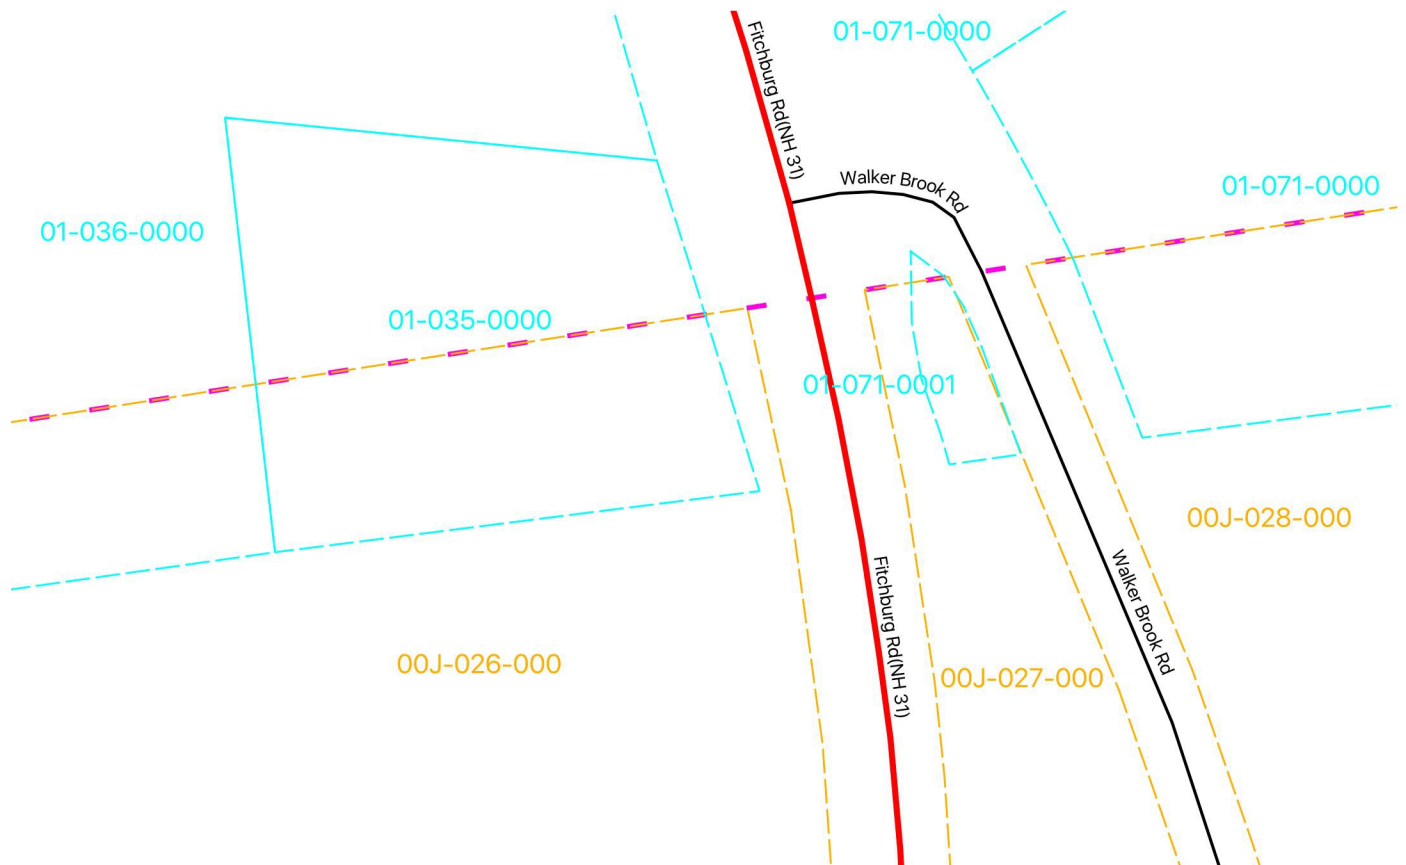 01-071-0000
Fitchburg Rd(NH 31)
Walker Brook Rd
01-071-0000
01-036-0000
01-035-0000
01-071-0001
00J-028-000
Fitchburg Rd(NH 31)
Walker Brook Rd
00J-026-000
00J-027-000